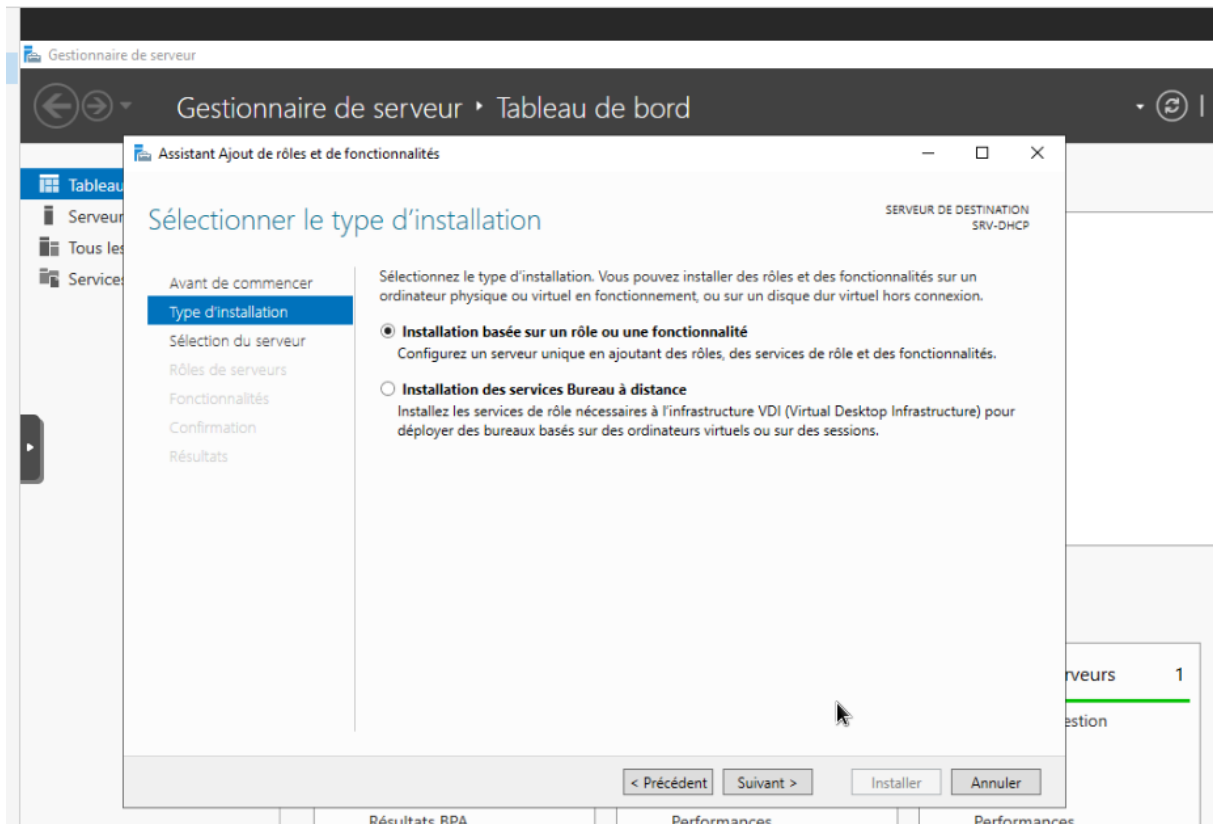 Gestionnaire de serveur
Gestionnaire de serveur ‣ Tableau de bord
Assistant Ajout de rôles et de fonctionnalités
Tableau
Serveur
Tous les
Services
Sélectionner le type d’installation
SERVEUR DE DESTINATION
SRV-DHCP
Avant de commencer
Type d'installation
Sélection du serveur
Rôles de serveurs
Fonctionnalités
Confirmation
Résultats
Sélectionnez le type d'installation. Vous pouvez installer des rôles et des fonctionnalités sur un
ordinateur physique ou virtuel en fonctionnement, ou sur un disque dur virtuel hors connexion.
Installation basée sur un rôle ou une fonctionnalité
Configurez un serveur unique en ajoutant des rôles, des services de rôle et des fonctionnalités.
Installation des services Bureau à distance
Installez les services de rôle nécessaires à l'infrastructure VDI (Virtual Desktop Infrastructure) pour
déployer des bureaux basés sur des ordinateurs virtuels ou sur des sessions.
rveurs 1
estion
< Précédent Suivant > Installer Annuler
Résultats BPA Performances Performances